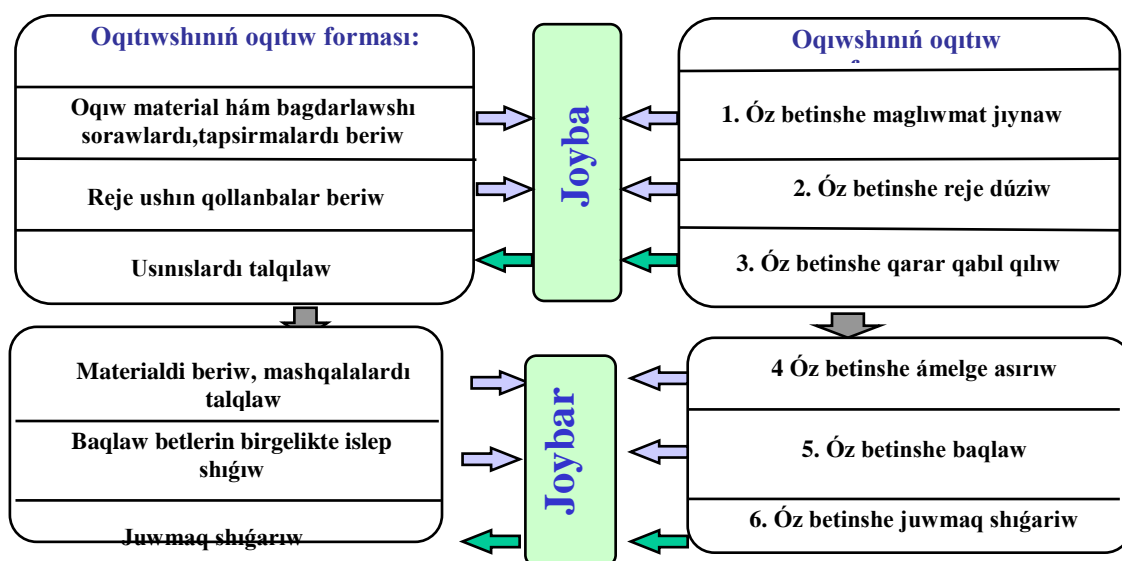 Oqıtıwshınıń oqıtıw forması:
Oqıw material hám bagdarlawshı
sorawlardı,tapsirmalardı beriw
Reje ushın qollanbalar beriw
Usınıslardı talqılaw
Joyba
Oqıwshınıń oqıtıw
1. Óz betinshe maglıwmat jıynaw
2. Óz betinshe reje dúziw
3. Óz betinshe qarar qabıl qılıw
Materialdi beriw, mashqalalardı
talqlaw
Baqlaw betlerin birgelikte islep
shıǵıw
Juwmaq shıǵarıw
Joybar
4 Óz betinshe ámelge asırıw
5. Óz betinshe baqlaw
6. Óz betinshe juwmaq shıǵariw